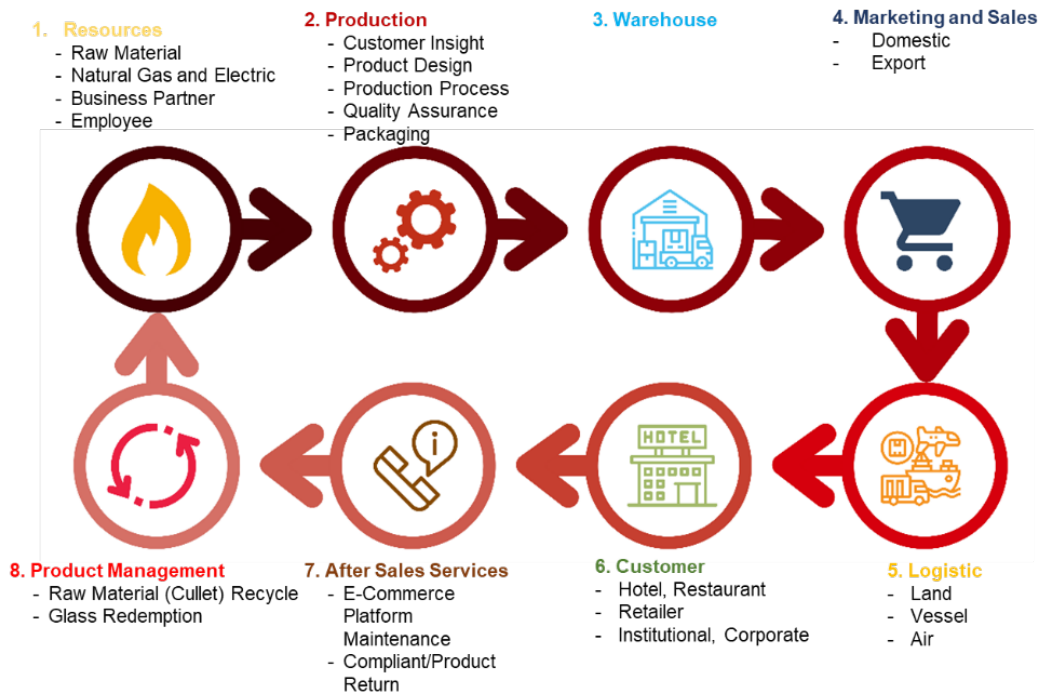 1. Resources
- Raw Material
- Natural Gas and Electric
- Business Partner
- Employee
2. Production
- Customer Insight
- Product Design
- Production Process
- Quality Assurance
- Packaging
3. Warehouse
4. Marketing and Sales
- Domestic
- Export
HOTEL
i
8. Product Management
- Raw Material (Cullet) Recycle
- Glass Redemption
7. After Sales Services
- E-Commerce
Platform
Maintenance
- Compliant/Product
Return
6. Customer
- Hotel, Restaurant
- Retailer
- Institutional, Corporate
5. Logistic
- Land
- Vessel
- Air